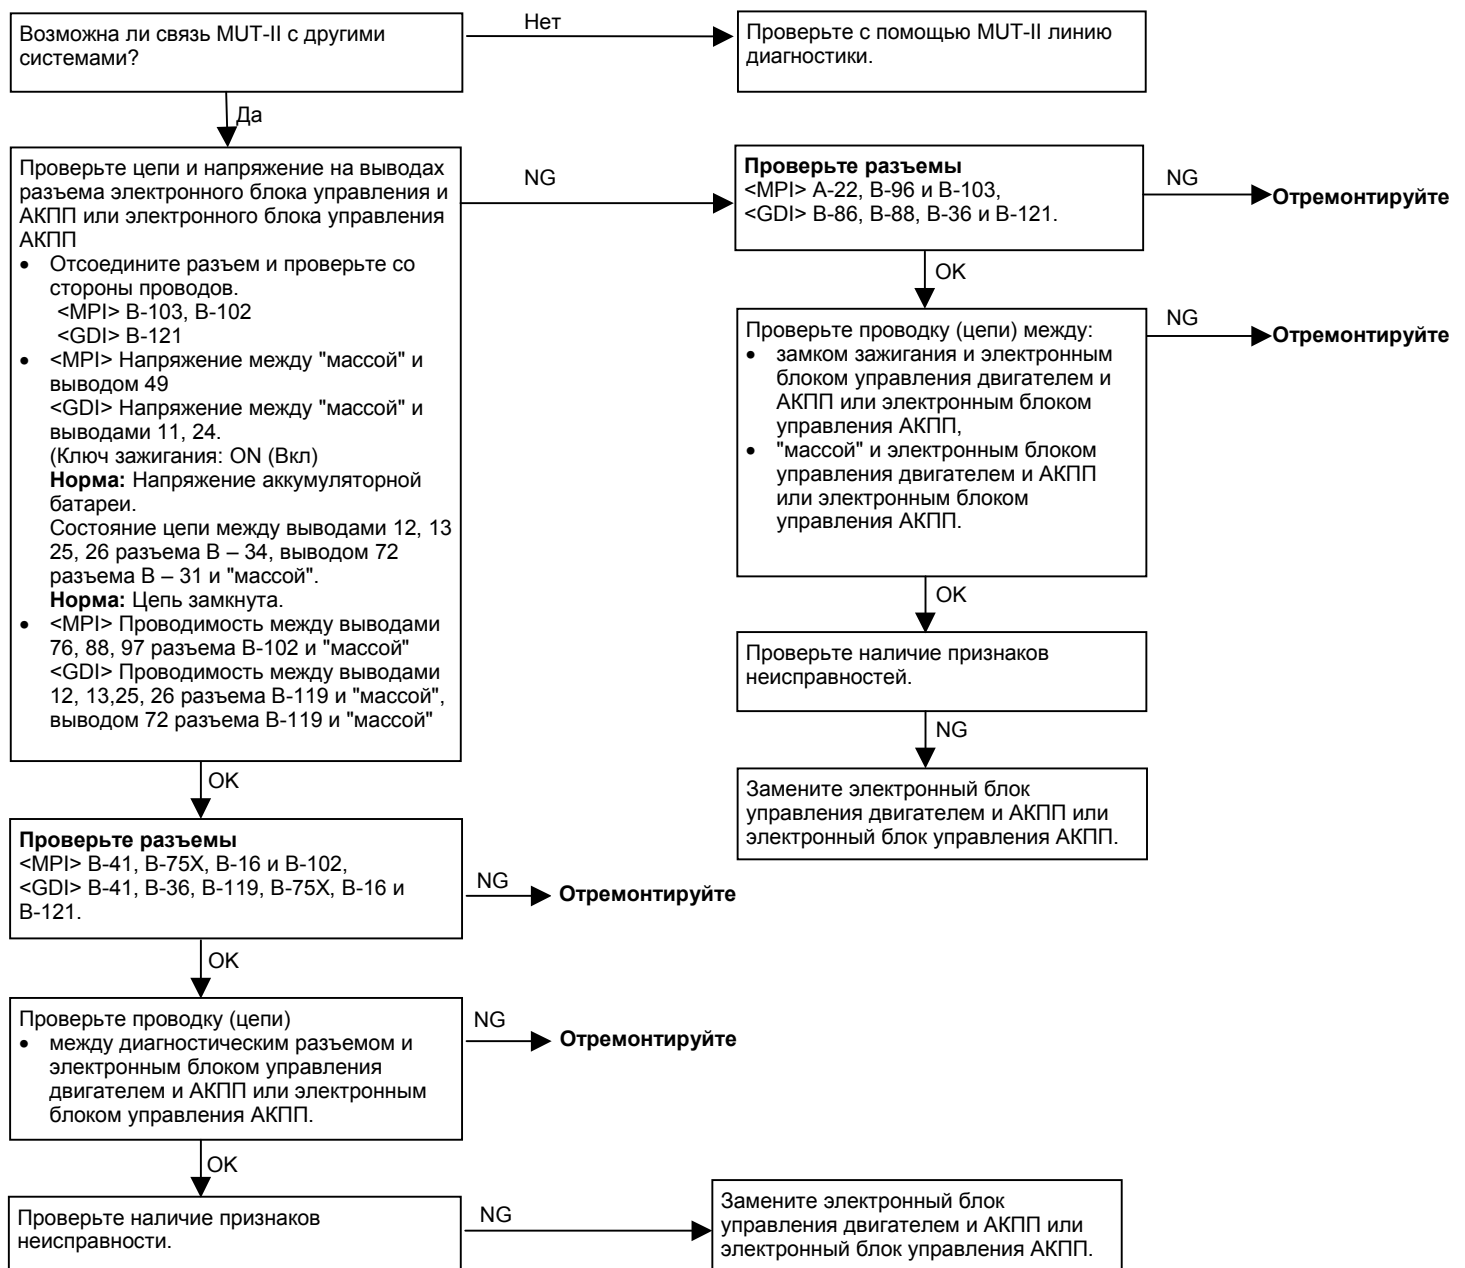 Возможна ли связь MUT-II с другими
системами?
Нет
Проверьте с помощью MUT-II линию
диагностики.
Да
Проверьте цепи и напряжение на выводах
разъема электронного блока управления и
АКПП или электронного блока управления
АКПП
• Отсоедините разъем и проверьте со
стороны проводов.
<MPI> B-103, B-102
<GDI> B-121
• <MPI> Напряжение между "массой" и
выводом 49
<GDI> Напряжение между "массой" и
выводами 11, 24.
(Ключ зажигания: ON (Вкл)
Норма: Напряжение аккумуляторной
батареи.
Состояние цепи между выводами 12, 13
25, 26 разъема В – 34, выводом 72
разъема В – 31 и "массой".
Норма: Цепь замкнута.
• <MPI> Проводимость между выводами
76, 88, 97 разъема В-102 и "массой"
<GDI> Проводимость между выводами
12, 13,25, 26 разъема В-119 и "массой",
выводом 72 разъема В-119 и "массой"
NG
Проверьте разъемы
<MPI> A-22, B-96 и B-103,
<GDI> B-86, B-88, B-36 и B-121.
NG
Отремонтируйте
OK
Проверьте проводку (цепи) между:
• замком зажигания и электронным
блоком управления двигателем и
АКПП или электронным блоком
управления АКПП,
• "массой" и электронным блоком
управления двигателем и АКПП
или электронным блоком
управления АКПП.
NG
Отремонтируйте
OK
Проверьте наличие признаков
неисправностей.
NG
Замените электронный блок
управления двигателем и АКПП или
электронный блок управления АКПП.
OK
Проверьте разъемы
<MPI> B-41, B-75X, B-16 и B-102,
<GDI> B-41, B-36, B-119, B-75X, B-16 и
B-121.
NG
Отремонтируйте
OK
Проверьте проводку (цепи)
• между диагностическим разъемом и
электронным блоком управления
двигателем и АКПП или электронным
блоком управления АКПП.
NG
Отремонтируйте
OK
Проверьте наличие признаков
неисправности.
NG
Замените электронный блок
управления двигателем и АКПП или
электронный блок управления АКПП.